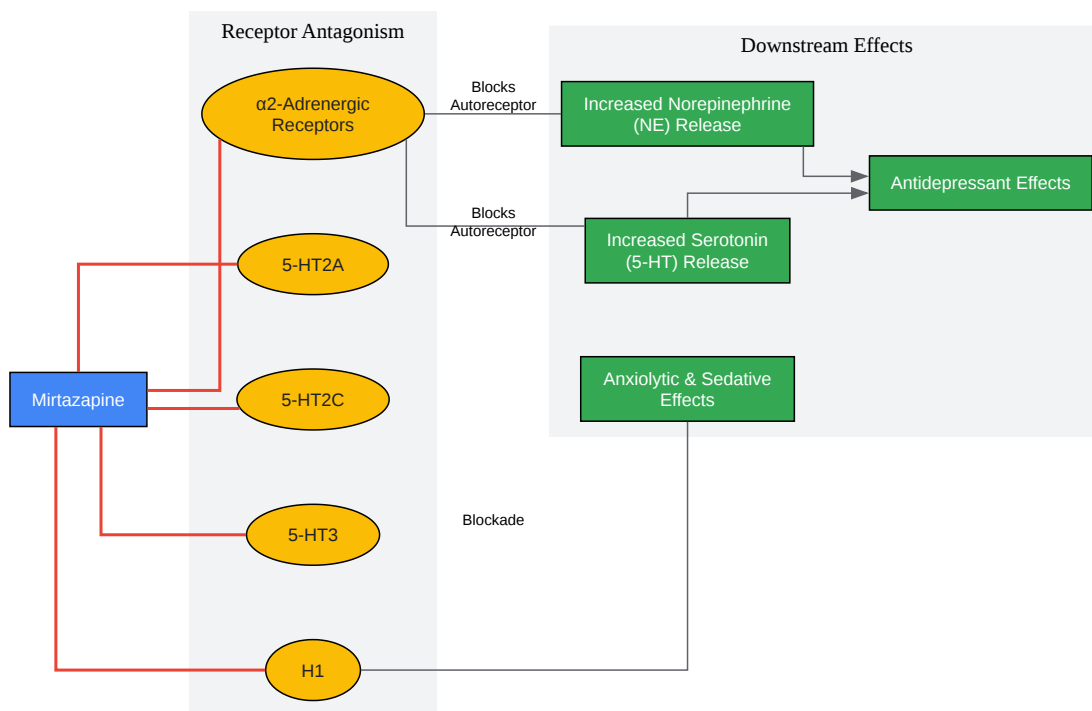 Receptor Antagonism
Downstream Effects
α2-Adrenergic
Receptors
Blocks
Autoreceptor
Increased Norepinephrine
(NE) Release
Antidepressant Effects
Blocks
Autoreceptor
Increased Serotonin
(5-HT) Release
5-HT2A
Mirtazapine
5-HT2C
Anxiolytic & Sedative
Effects
5-HT3
Blockade
H1